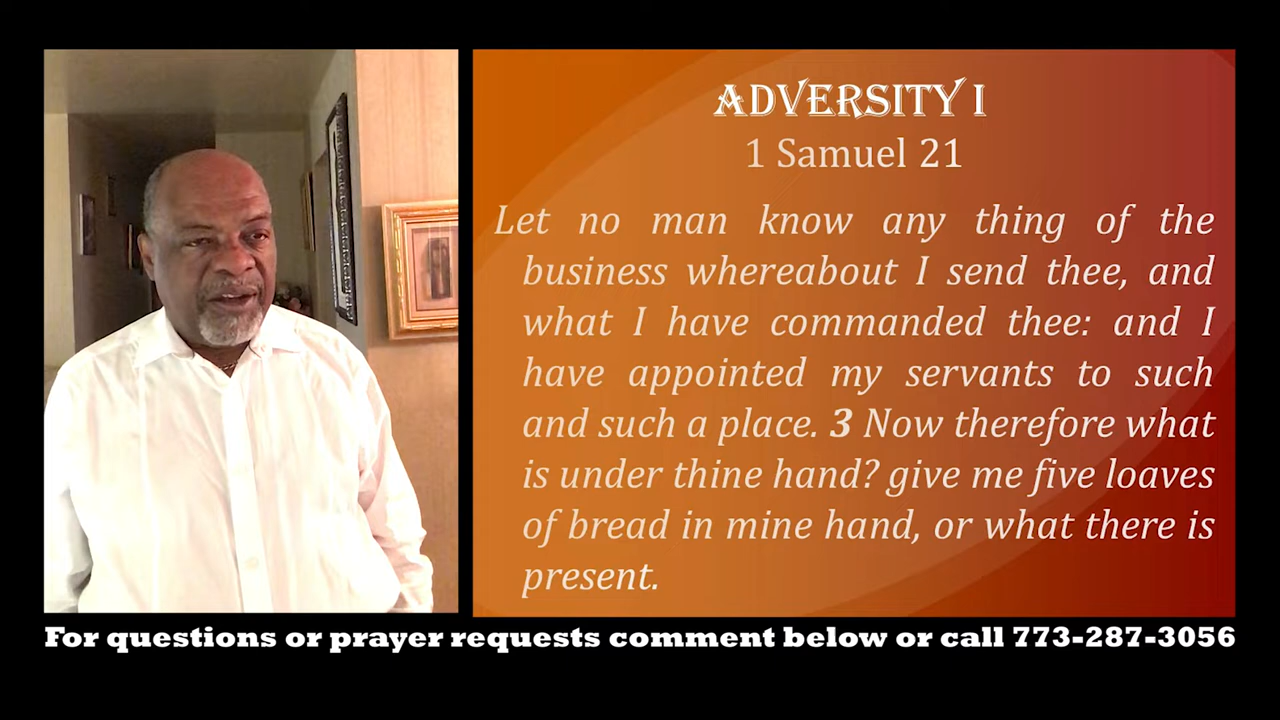 ADVERSITY I
1 Samuel 21
Let no man know any thing of the
business whereabout I send thee, and
what I have commanded thee: and I
have appointed my servants to such
and such a place. 3 Now therefore what
is under thine hand? give me five loaves
of bread in mine hand, or what there is
present.
For questions or prayer requests comment below or call 773-287-3056